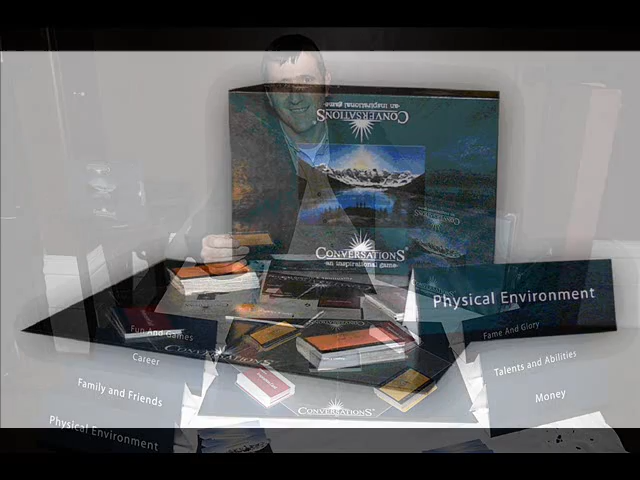 CONVERSATIONS
-an inspirational game-
CONVERSATIONS®
-an inspirational game-
Physical Environment
Fun And Games
Fame And Glory
CONVERSATIONS
Career
Talents and Abilities
Family and Friends
Money
CONVERSATIONS®
Physical Environment